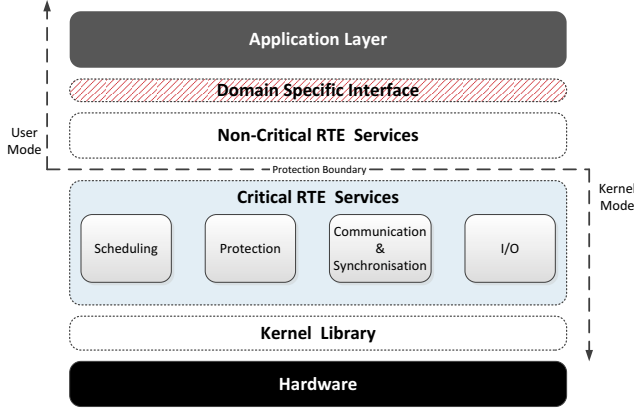 Application Layer
Domain Specific Interface
Non-Critical RTE Services
User
Mode
Protection Boundary
Critical RTE Services
Kernel
Mode
Scheduling
Protection
Communication
&
Synchronisation
I/O
Kernel Library
Hardware